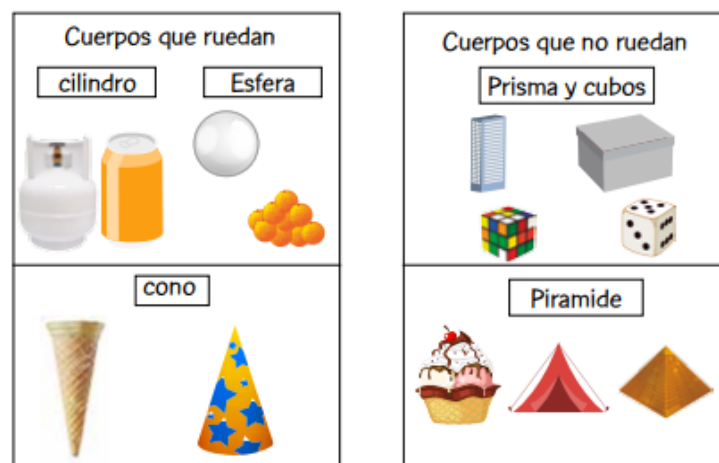 Cuerpos que ruedan
cilindro
Esfera
cono
Cuerpos que no ruedan
Prisma y cubos
Piramide